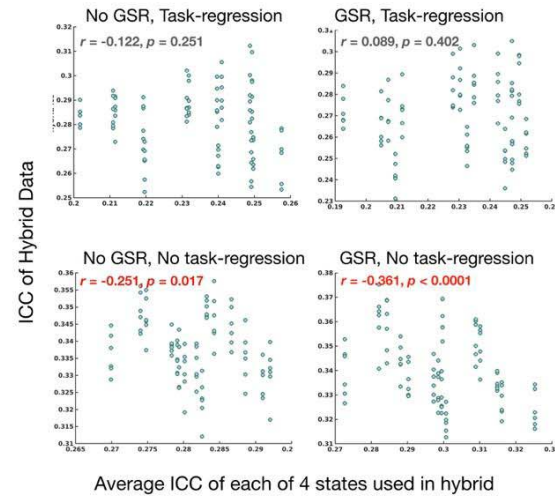 No GSR, Task-regression
GSR, Task-regression
r = -0.122, p = 0.251
r = 0.089, p = 0.402
0.32
0.31
0.3
0.29
0.28
0.27
0.26
0.25
0.2 0.21 0.22 0.23 0.24 0.25 0.26
0.31
0.3
0.29
0.28
0.27
0.26
0.25
0.24
0.23
0.19 0.2 0.21 0.22 0.23 0.24 0.25 0.2
ICC of Hybrid Data
No GSR, No task-regression
GSR, No task-regression
r = -0.251, p = 0.017
r = -0.361, p < 0.0001
0.36
0.355
0.35
0.345
0.34
0.335
0.33
0.325
0.32
0.315
0.31
0.265 0.27 0.275 0.28 0.285 0.29 0.295 0.3
0.38
0.37
0.36
0.35
0.34
0.33
0.32
0.31
0.27 0.28 0.29 0.3 0.31 0.32 0.3
Average ICC of each of 4 states used in hybrid